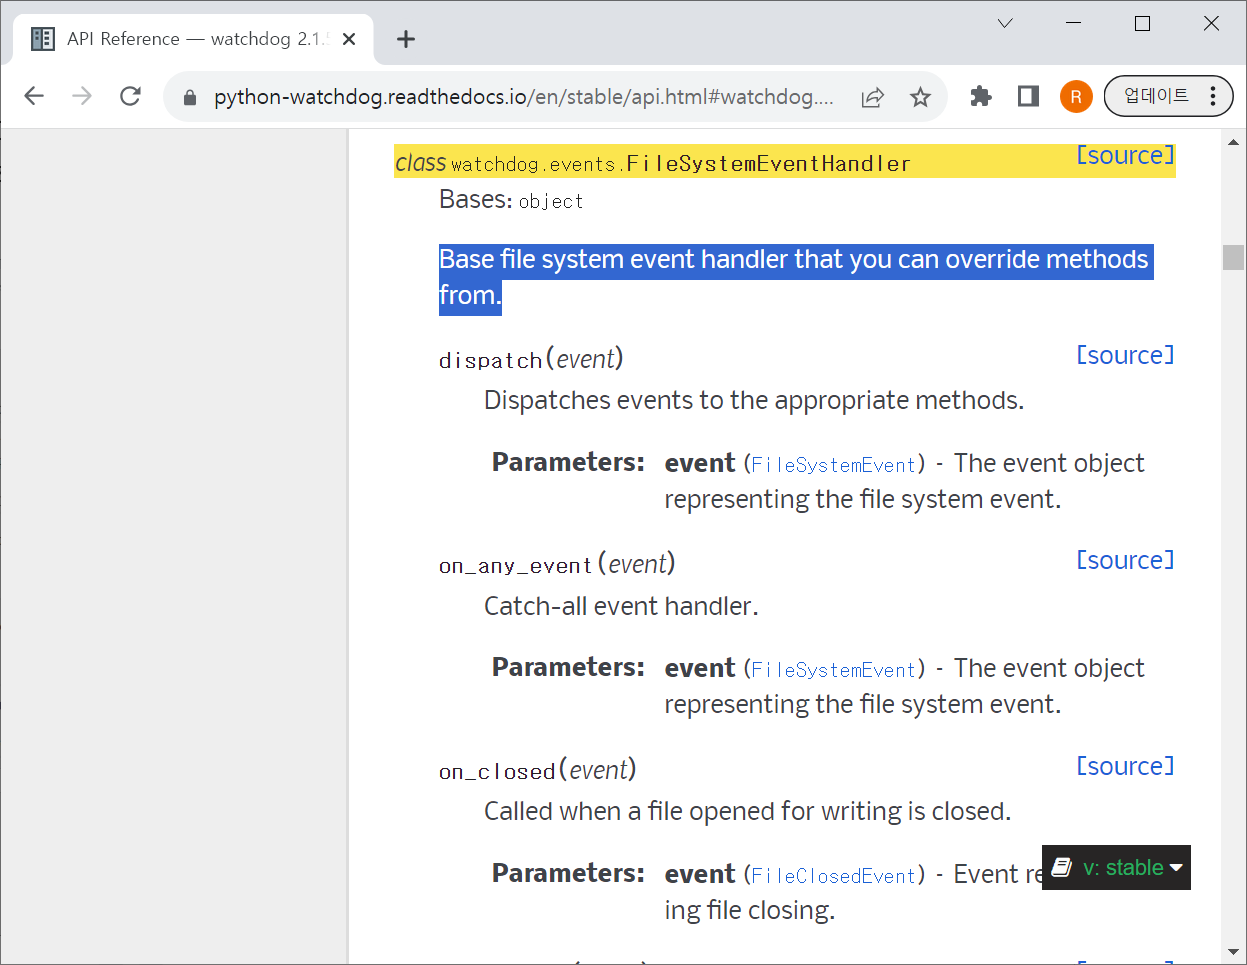 API Reference — watchdog 2.1.5
python-watchdog.readthedocs.io/en/stable/api.html#watchdog....
R
업데이트
class watchdog.events.FileSystemEventHandler [source]
Bases: object
Base file system event handler that you can override methods
from.
dispatch(event) [source]
Dispatches events to the appropriate methods.
Parameters: event (FileSystemEvent) - The event object
representing the file system event.
on_any_event(event) [source]
Catch-all event handler.
Parameters: event (FileSystemEvent) - The event object
representing the file system event.
on_closed(event) [source]
Called when a file opened for writing is closed.
Parameters: event (FileClosedEvent) - Event re
v: stable
ing file closing.